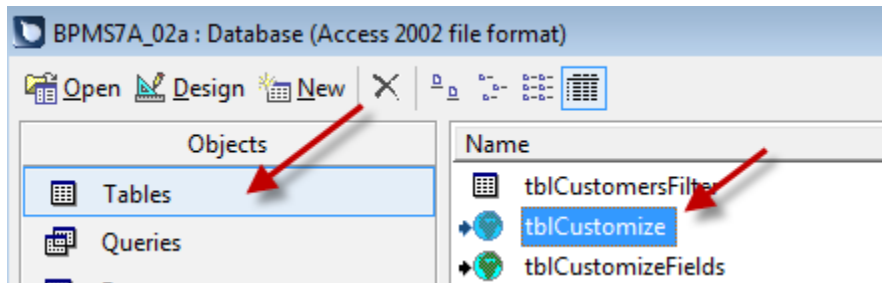 BPMS7A_02a : Database (Access 2002 file format)
Open Design New
Objects
Name
Tables
tblCustomersFilter
Queries
tblCustomize
tblCustomizeFields